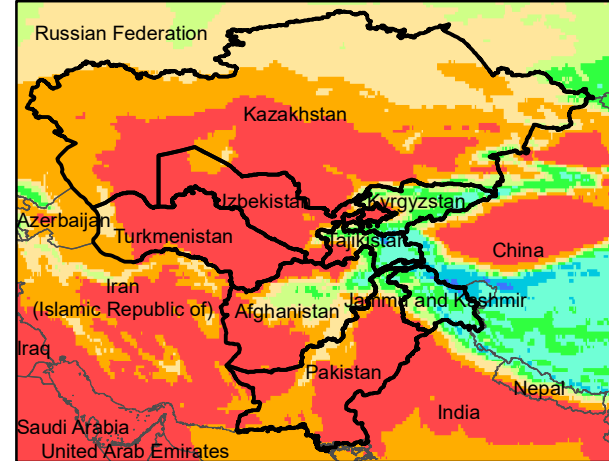 Russian Federation
Kazakhstan
Izbekistan
Kyrgyzstan
Azerbaijan
Turkmenistan
Tajikistan
China
Iran
(Islamic Republic of)
Afghanistan
Jammu and Kashmir
Iraq
Pakistan
Nepal
India
Saudi Arabia
United Arab Emirates